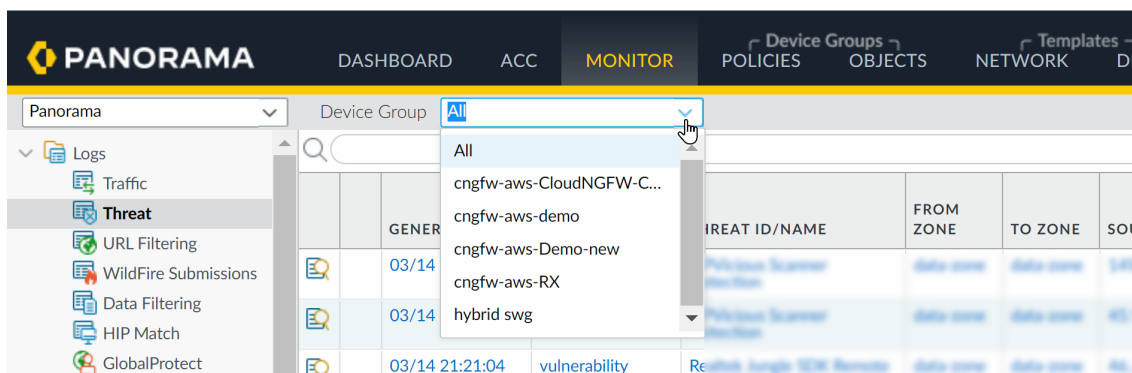 PANORAMA
Device Groups
Templates
DASHBOARD ACC MONITOR POLICIES OBJECTS NETWORK
Panorama Device Group All
Logs
Traffic
Threat
URL Filtering
WildFire Submissions
Data Filtering
HIP Match
GlobalProtect
All
cngfw-aws-CloudNGFW-C...
cngfw-aws-demo
cngfw-aws-Demo-new
cngfw-aws-RX
hybrid swg
GENER HREAT ID/NAME FROM ZONE TO ZONE SOU
03/14
03/14
03/14 21:21:04 vulnerability